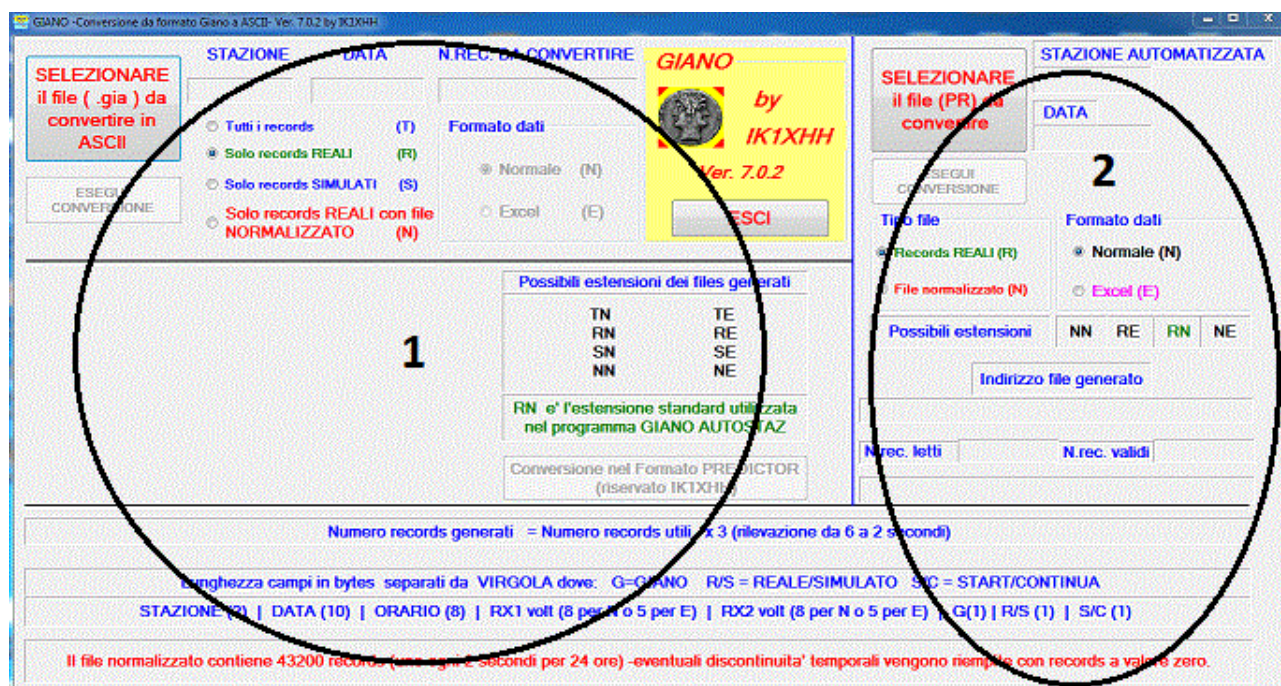 GIANO -Conversione da formato Giano a ASCII- Ver. 7.0.2 by IK1XHH
STAZIONE DATA N.REC. DA CONVERTIRE
SELEZIONARE
il file ( .gia ) da
convertire in
ASCII
ESEGUI
CONVERSIONE
Tutti i records (T)
Solo records REALI (R)
Solo records SIMULATI (S)
Solo records REALI con file
NORMALIZZATO (N)
Formato dati
Normale (N)
Excel (E)
GIANO
by
IK1XHH
Ver. 7.0.2
ESCI
1
Possibili estensioni dei files generati
TN TE
RN RE
SN SE
NN NE
RN e' l'estensione standard utilizzata
nel programma GIANO AUTOSTAZ
Conversione nel Formato PREDICTOR
(riservato IK1XHH)
STAZIONE AUTOMATIZZATA
SELEZIONARE
il file (PR) da
convertire
DATA
2
ESEGUI
CONVERSIONE
Tipo file
Records REALI (R)
File normalizzato (N)
Formato dati
Normale (N)
Excel (E)
Possibili estensioni NN RE RN NE
Indirizzo file generato
N.rec. letti N.rec. validi
Numero records generati = Numero records utili x 3 (rilevazione da 6 a 2 secondi)
Lunghezza campi in bytes separati da VIRGOLA dove: G=GIANO R/S = REALE/SIMULATO S/C = START/CONTINUA
STAZIONE (2) | DATA (10) | ORARIO (8) | RX1 volt (8 per N o 5 per E) | RX2 volt (8 per N o 5 per E) | G(1) | R/S (1) | S/C (1)
Il file normalizzato contiene 43200 records (uno ogni 2 secondi per 24 ore) -eventuali discontinuita' temporali vengono riempite con records a valore zero.